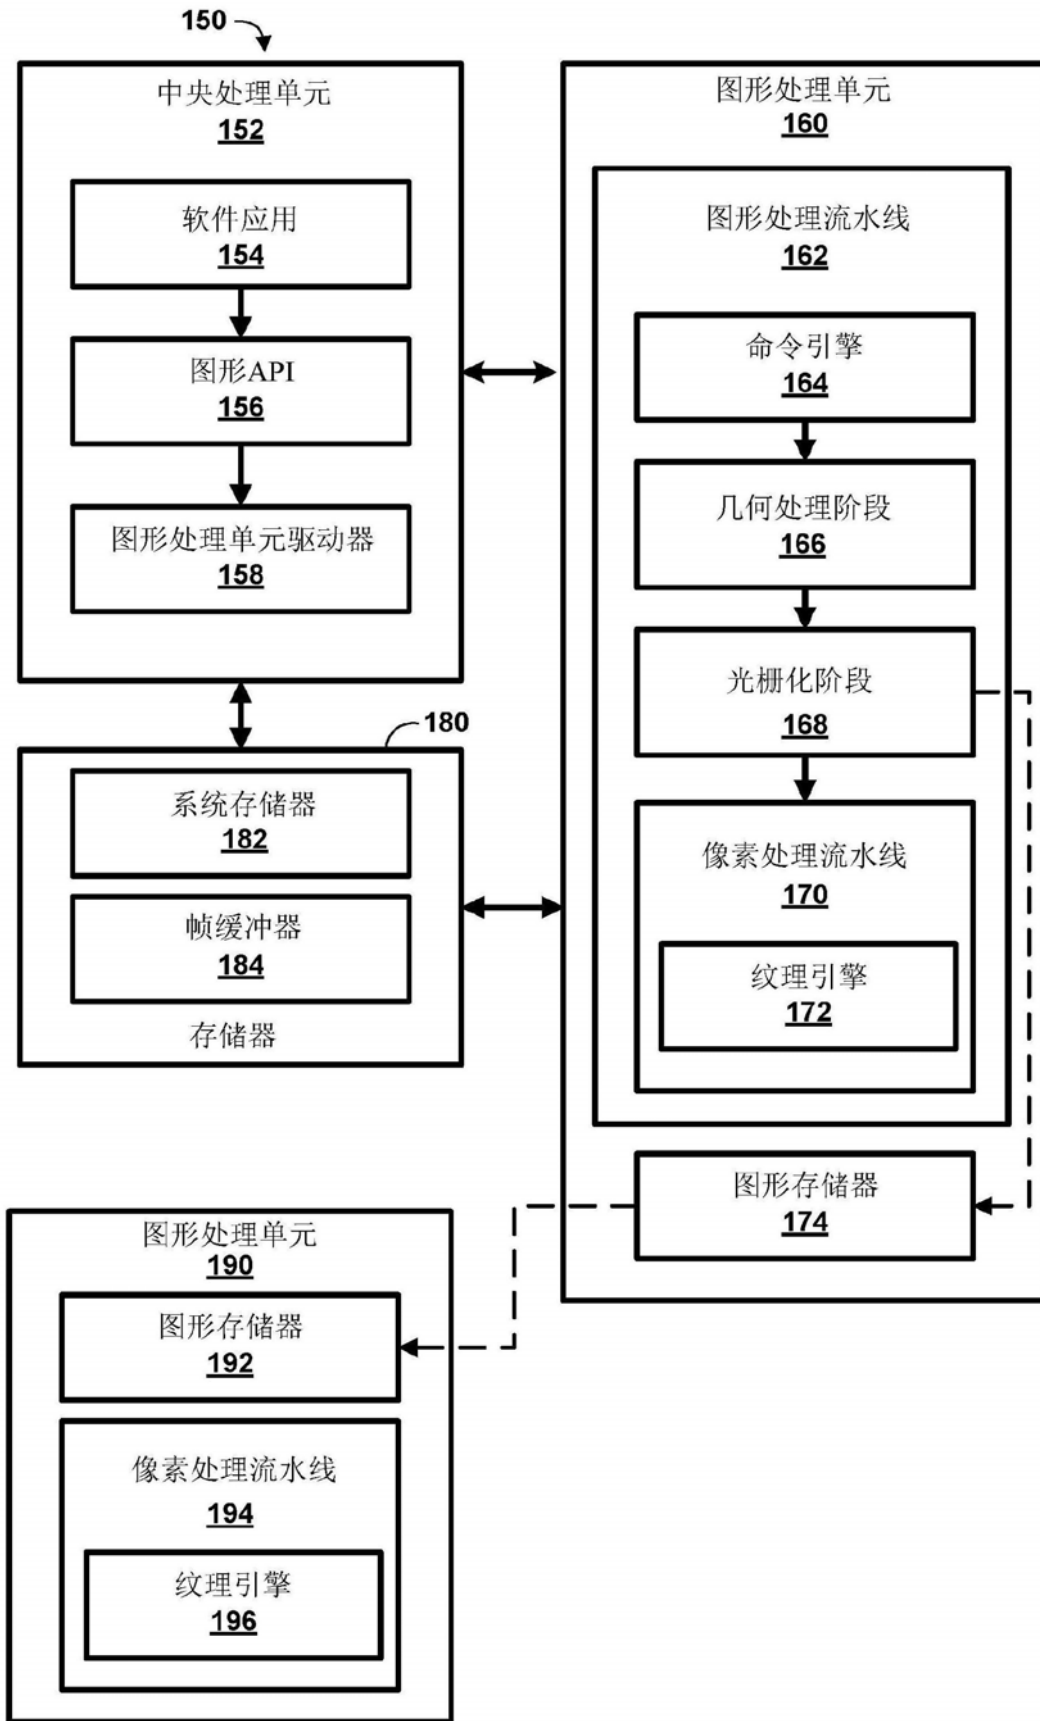 150
中央处理单元
152
软件应用
154
图形API
156
图形处理单元驱动器
158
180
系统存储器
182
帧缓冲器
184
存储器
图形处理单元
160
图形处理流水线
162
命令引擎
164
几何处理阶段
166
光栅化阶段
168
像素处理流水线
170
纹理引擎
172
图形存储器
174
图形处理单元
190
图形存储器
192
像素处理流水线
194
纹理引擎
196